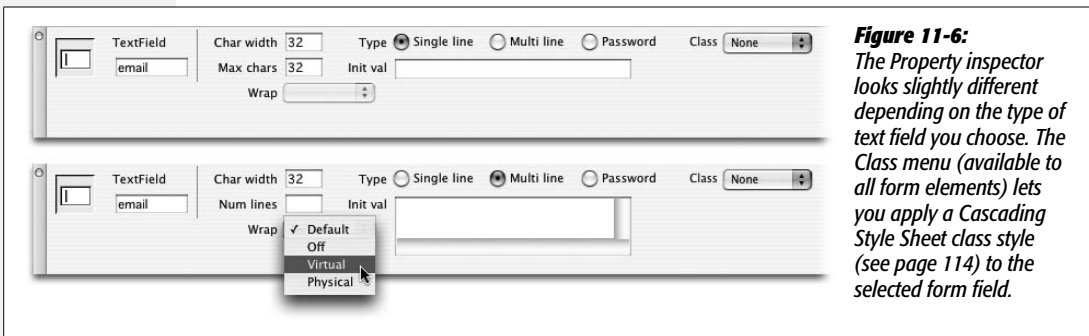 TextField Char width 32 Type Single line Multi line Password Class None
email Max chars 32 Init val
Wrap
TextField Char width 32 Type Single line Multi line Password Class None
email Num lines Init val
Wrap ✓ Default
Off
Virtual
Physical
Figure 11-6:
The Property inspector
looks slightly different
depending on the type of
text field you choose. The
Class menu (available to
all form elements) lets
you apply a Cascading
Style Sheet class style
(see page 114) to the
selected form field.